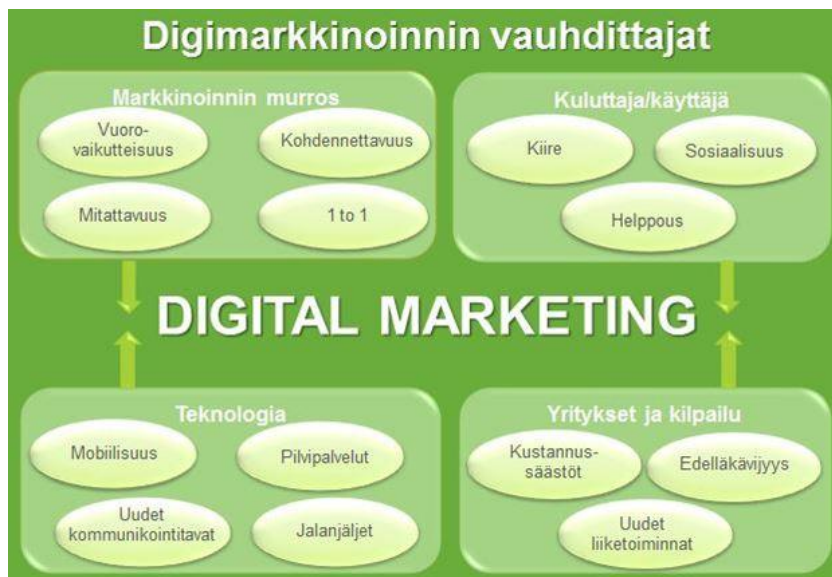 Digimarkkinoinnin vauhdittajat
Markkinoinnin murros
Vuoro-
vaikutteisuus
Kohdennettavuus
Mitattavuus
1 to 1
Kuluttaja/käyttäjä
Kiire
Sosiaalisuus
Helppous
DIGITAL MARKETING
Teknologia
Mobiilisuus
Pilvipalvelut
Uudet
kommunikointitavat
Jalanjäljet
Yritykset ja kilpailu
Kustannus-
säästöt
Edelläkävijyys
Uudet
liiketoiminnat